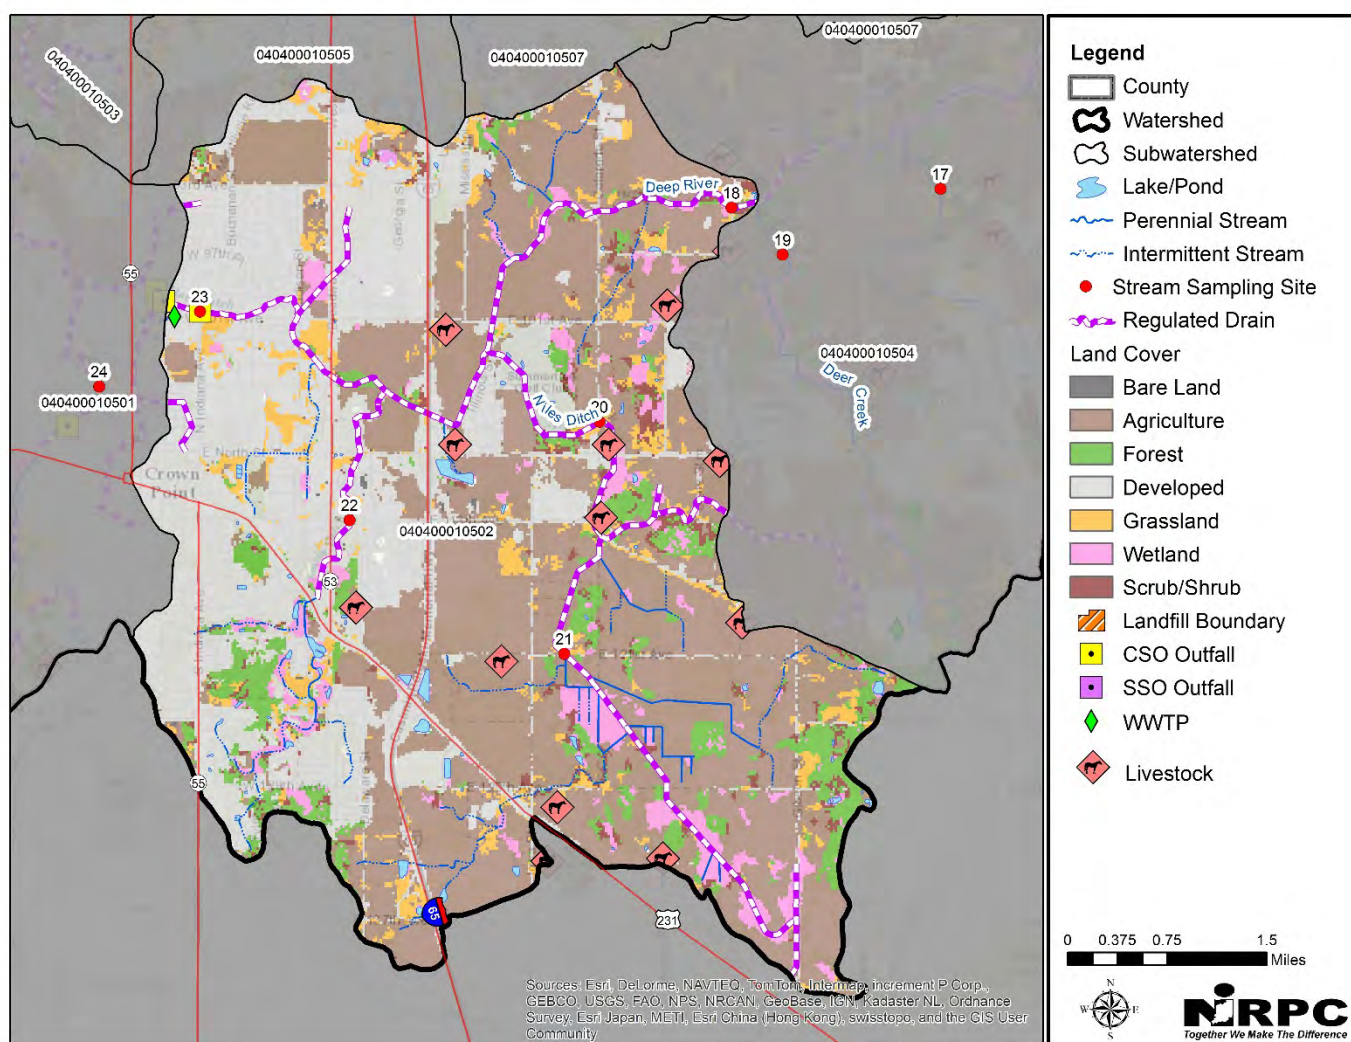 040400010507
040400010505
040400010507
040400010503
17
Deep River
18
19
W 97th Pl
55
23
040400010504
24
040400010501
Deer
Creek
Niles Ditch
20
E North St
Crown
Point
22
040400010502
53
21
55
65
231
Sources: Esri, DeLorme, NAVTEQ, TomTom, Intermap, increment P Corp.,
GEBCO, USGS, FAO, NPS, NRCAN, GeoBase, IGN, Kadaster NL, Ordnance
Survey, Esri Japan, METI, Esri China (Hong Kong), swisstopo, and the GIS User
Community
Legend
County
Watershed
Subwatershed
Lake/Pond
Perennial Stream
Intermittent Stream
Stream Sampling Site
Regulated Drain
Land Cover
Bare Land
Agriculture
Forest
Developed
Grassland
Wetland
Scrub/Shrub
Landfill Boundary
CSO Outfall
SSO Outfall
WWTP
Livestock
0 0.375 0.75 1.5
Miles
N
W E
S
NIRPC
Together We Make The Difference